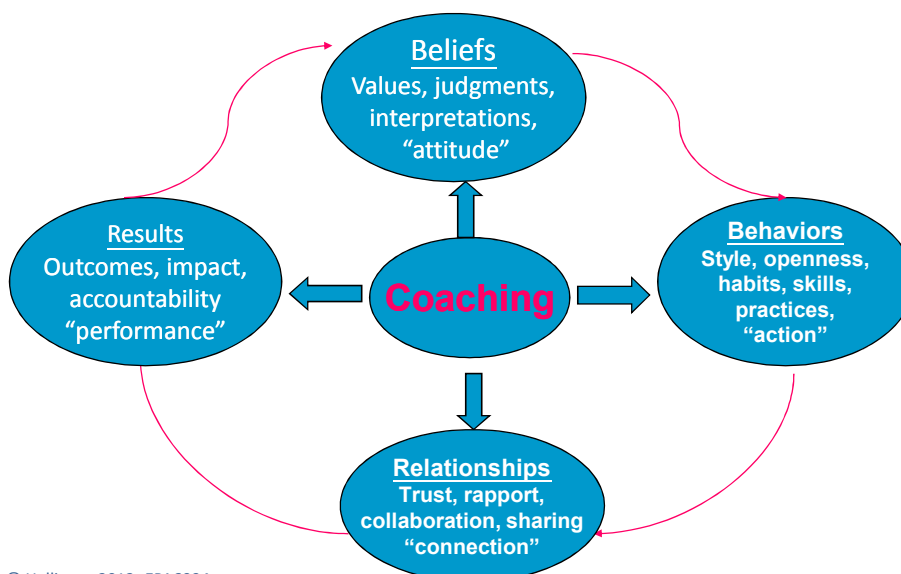 Beliefs
Values, judgments,
interpretations,
“attitude”
Results
Outcomes, impact,
accountability
“performance”
Coaching
Behaviors
Style, openness,
habits, skills,
practices,
“action”
Relationships
Trust, rapport,
collaboration, sharing
“connection”